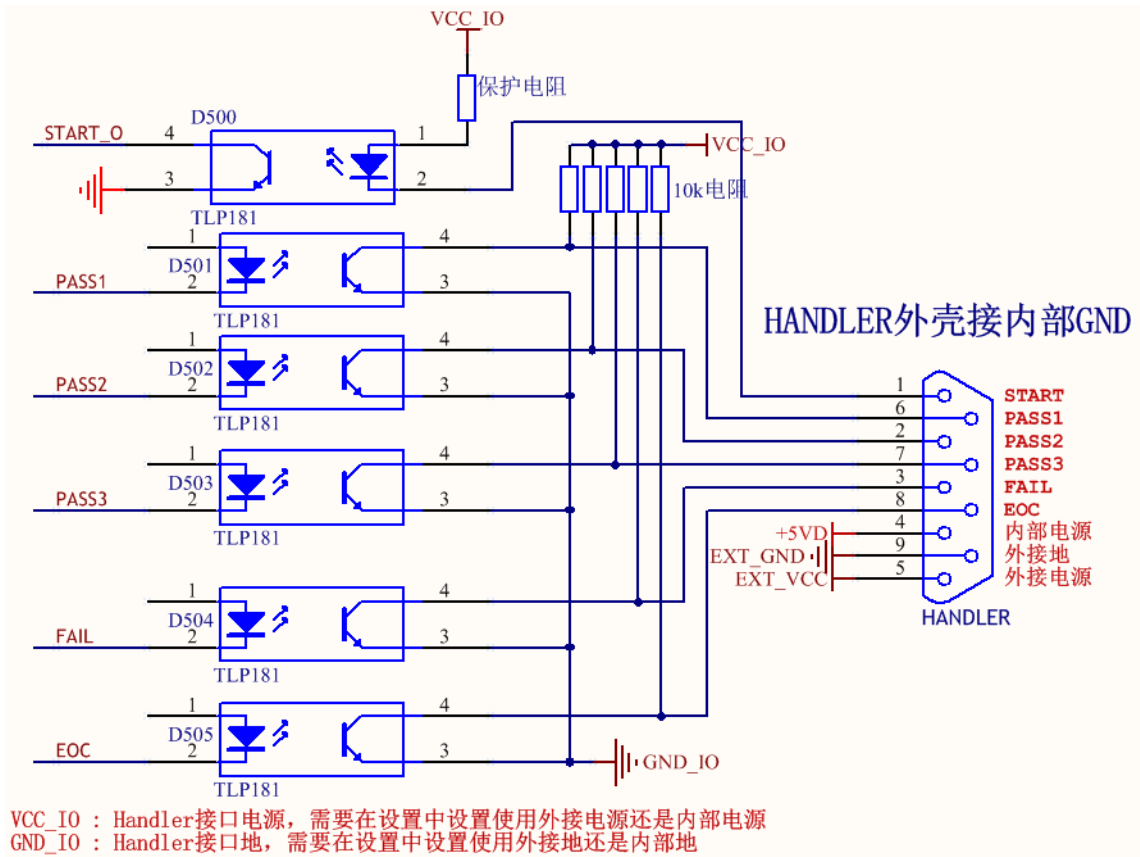 VCC_IO
保护电阻
START_O
4
D500
1
3
2
TLP181
VCC_IO
10k电阻
1
4
D501
PASS1
2
3
TLP181
1
4
D502
PASS2
2
3
TLP181
1
4
D503
PASS3
2
3
TLP181
1
4
D504
FAIL
2
3
TLP181
1
4
D505
EOC
2
3
TLP181
GND_IO
HANDLER外壳接内部GND
1 START
6 PASS1
2 PASS2
7 PASS3
3 FAIL
8 EOC
+5VD 4 内部电源
EXT_GND 9 外接地
EXT_VCC 5 外接电源
HANDLER
VCC_IO : Handler接口电源，需要在设置中设置使用外接电源还是内部电源
GND_IO : Handler接口地，需要在设置中设置使用外接地还是内部地